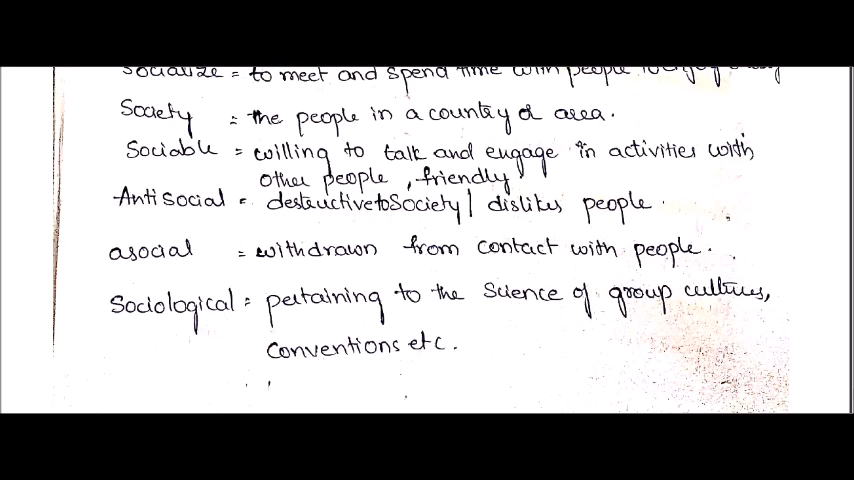 Socialize = to meet and spend time with people
Society = the people in a country or area.
Sociable = willing to talk and engage in activities with
other people, friendly
Antisocial = destructive to Society/ dislikes people.
asocial = withdrawn from contact with people.
Sociological = pertaining to the Science of group cultures,
Conventions etc.